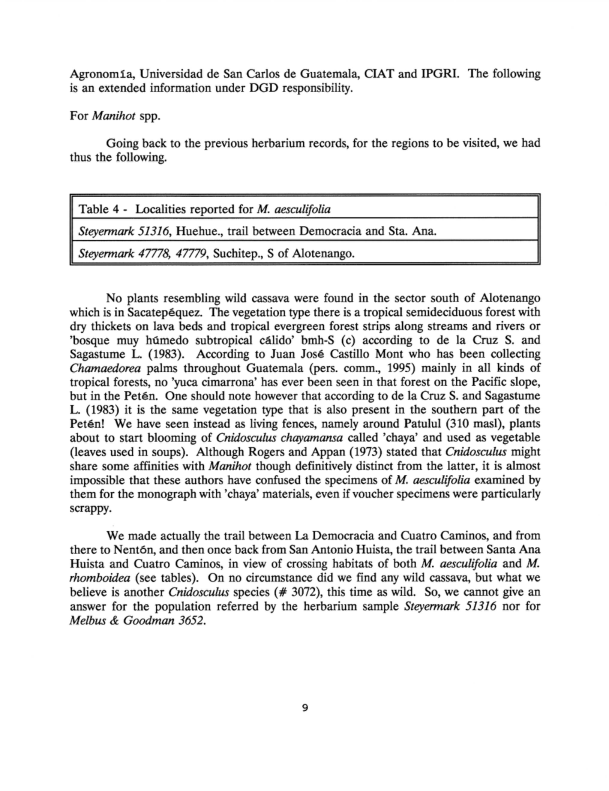 Agronomía, Universidad de San Carlos de Guatemala, CIAT and IPGRI. The following
is an extended information under DGD responsibility.
For Manihot spp.
Going back to the previous herbarium records, for the regions to be visited, we had
thus the following.
Table 4 - Localities reported for M. aesculifolia
Steyermark 51316, Huehue., trail between Democracia and Sta. Ana.
Steyermark 47778, 47779, Suchitep., S of Alotenango.
No plants resembling wild cassava were found in the sector south of Alotenango
which is in Sacatepéquez. The vegetation type there is a tropical semideciduous forest with
dry thickets on lava beds and tropical evergreen forest strips along streams and rivers or
'bosque muy húmedo subtropical cálido' bmh-S (c) according to de la Cruz S. and
Sagastume L. (1983). According to Juan José Castillo Mont who has been collecting
Chamaedorea palms throughout Guatemala (pers. comm., 1995) mainly in all kinds of
tropical forests, no 'yuca cimarrona' has ever been seen in that forest on the Pacific slope,
but in the Petén. One should note however that according to de la Cruz S. and Sagastume
L. (1983) it is the same vegetation type that is also present in the southern part of the
Petén! We have seen instead as living fences, namely around Patulul (310 masl), plants
about to start blooming of Cnidosculus chayamansa called 'chaya' and used as vegetable
(leaves used in soups). Although Rogers and Appan (1973) stated that Cnidosculus might
share some affinities with Manihot though definitively distinct from the latter, it is almost
impossible that these authors have confused the specimens of M. aesculifolia examined by
them for the monograph with 'chaya' materials, even if voucher specimens were particularly
scrappy.
We made actually the trail between La Democracia and Cuatro Caminos, and from
there to Nentón, and then once back from San Antonio Huista, the trail between Santa Ana
Huista and Cuatro Caminos, in view of crossing habitats of both M. aesculifolia and M.
rhomboidea (see tables). On no circumstance did we find any wild cassava, but what we
believe is another Cnidosculus species (# 3072), this time as wild. So, we cannot give an
answer for the population referred by the herbarium sample Steyermark 51316 nor for
Melbus & Goodman 3652.
9